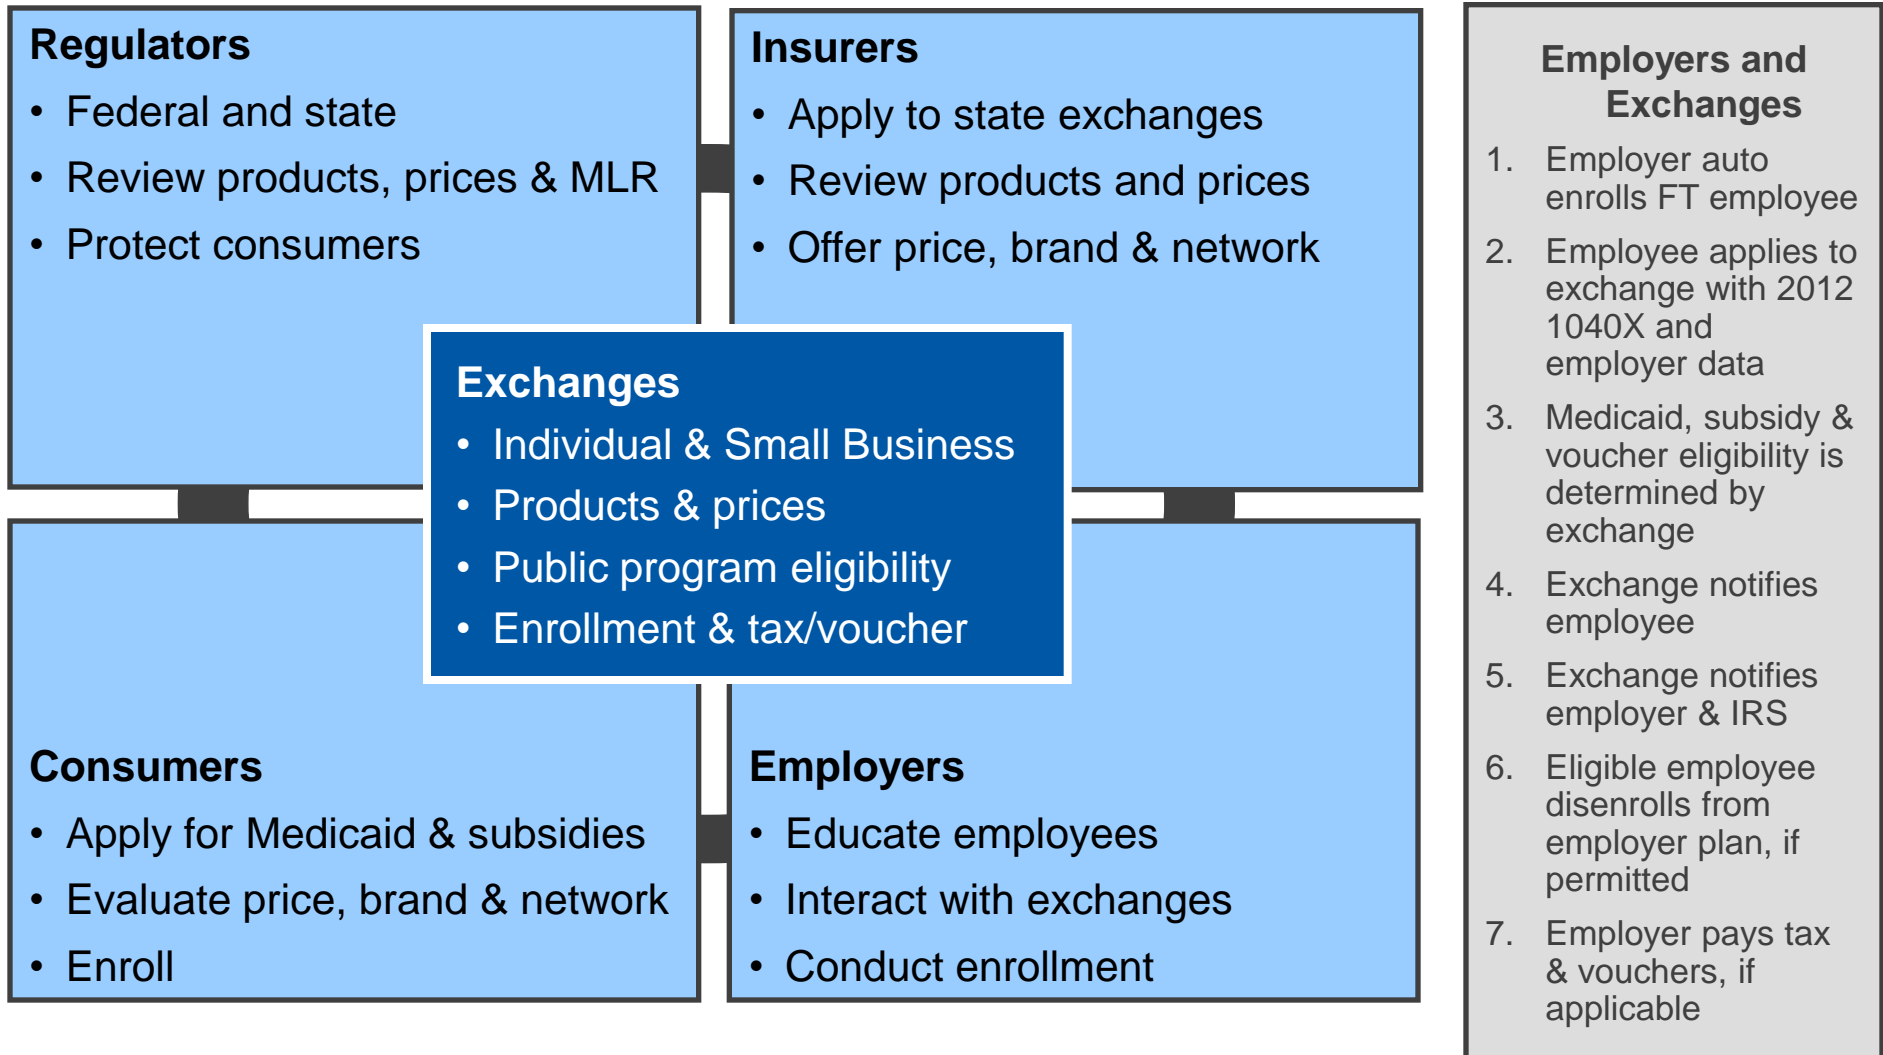 Regulators
• Federal and state
• Review products, prices & MLR
• Protect consumers
Insurers
• Apply to state exchanges
• Review products and prices
• Offer price, brand & network
Exchanges
• Individual & Small Business
• Products & prices
• Public program eligibility
• Enrollment & tax/voucher
Consumers
• Apply for Medicaid & subsidies
• Evaluate price, brand & network
• Enroll
Employers
• Educate employees
• Interact with exchanges
• Conduct enrollment
Employers and
Exchanges
1. Employer auto
enrolls FT employee
2. Employee applies to
exchange with 2012
1040X and
employer data
3. Medicaid, subsidy &
voucher eligibility is
determined by
exchange
4. Exchange notifies
employee
5. Exchange notifies
employer & IRS
6. Eligible employee
disenrolls from
employer plan, if
permitted
7. Employer pays tax
& vouchers, if
applicable